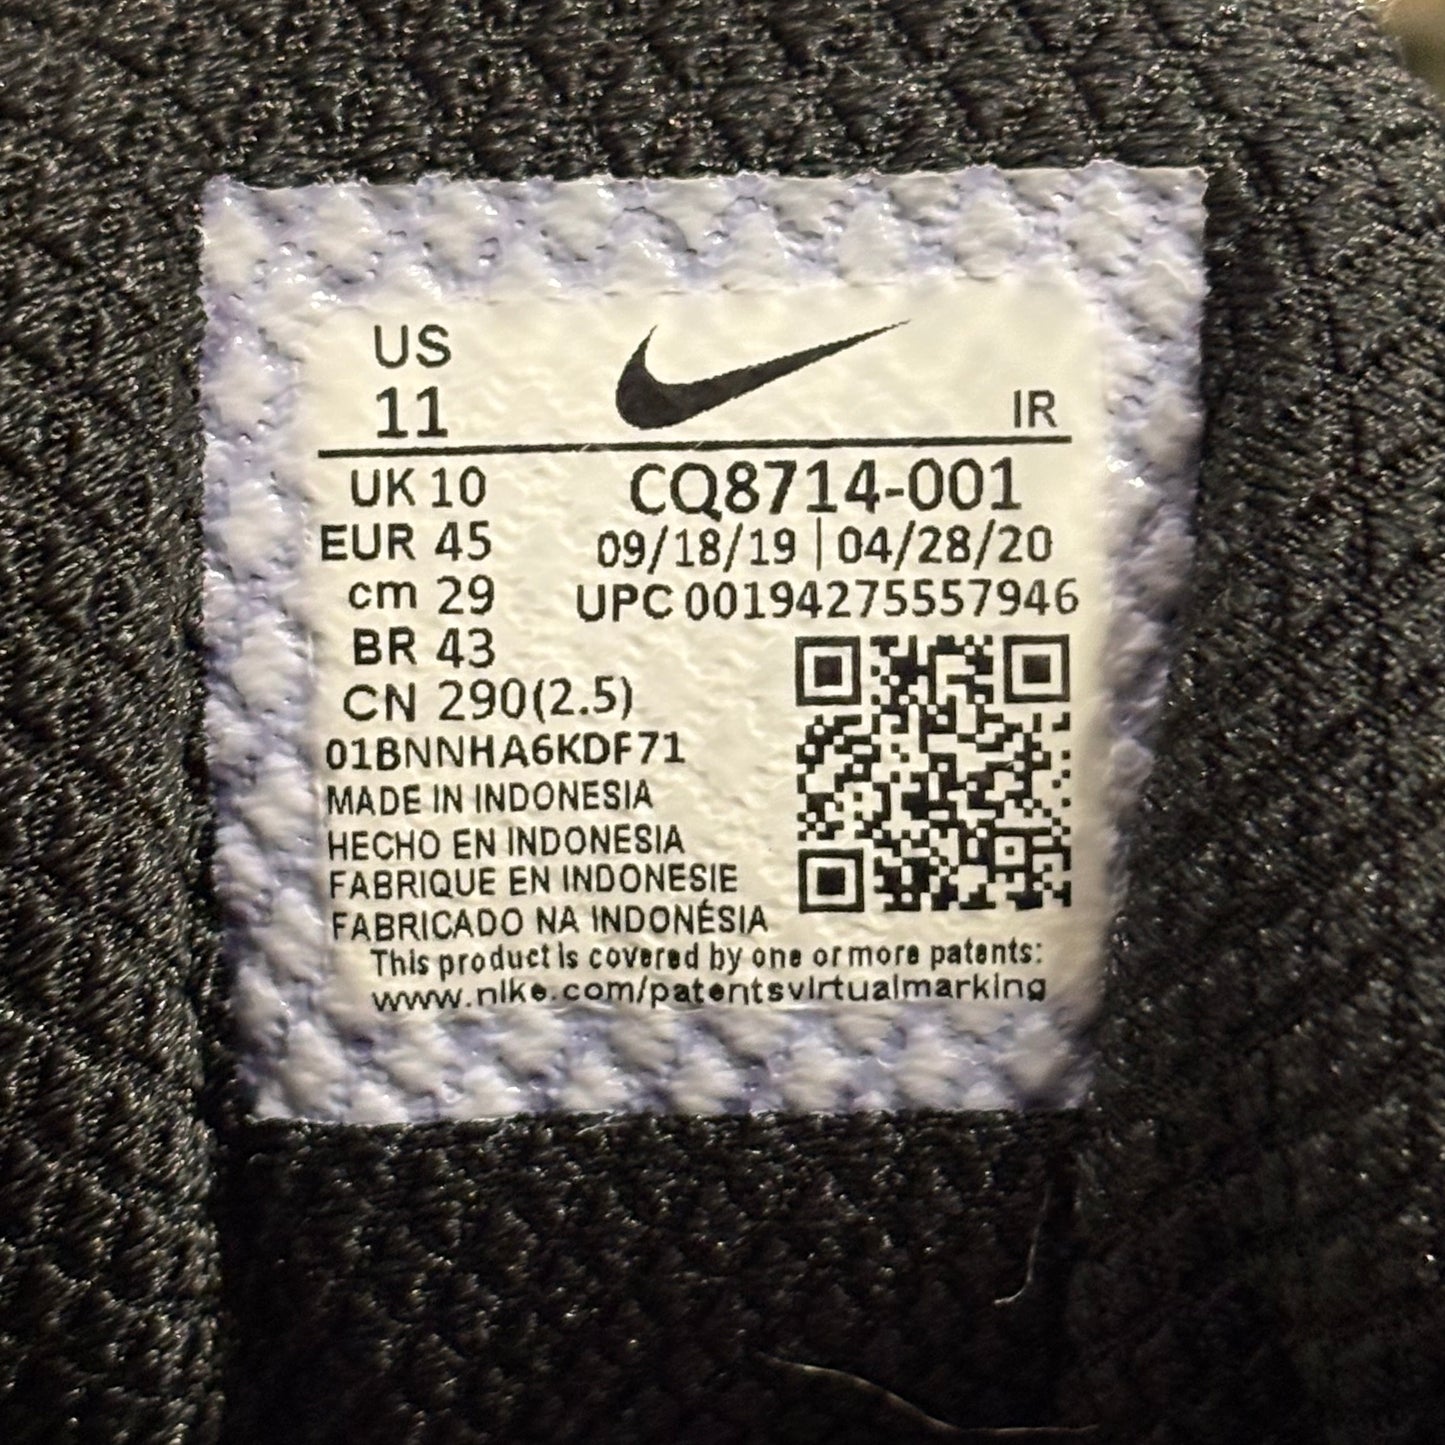 US
11
IR
UK 10
CQ8714-001
EUR 45
09/18/19 | 04/28/20
cm 29
UPC 00194275557946
BR 43
CN 290(2.5)
01BNNHA6KDF71
MADE IN INDONESIA
HECHO EN INDONESIA
FABRIQUE EN INDONESIE
FABRICADO NA INDONÉSIA
This product is covered by one or more patents:
www.nike.com/patentsvirtualmarking